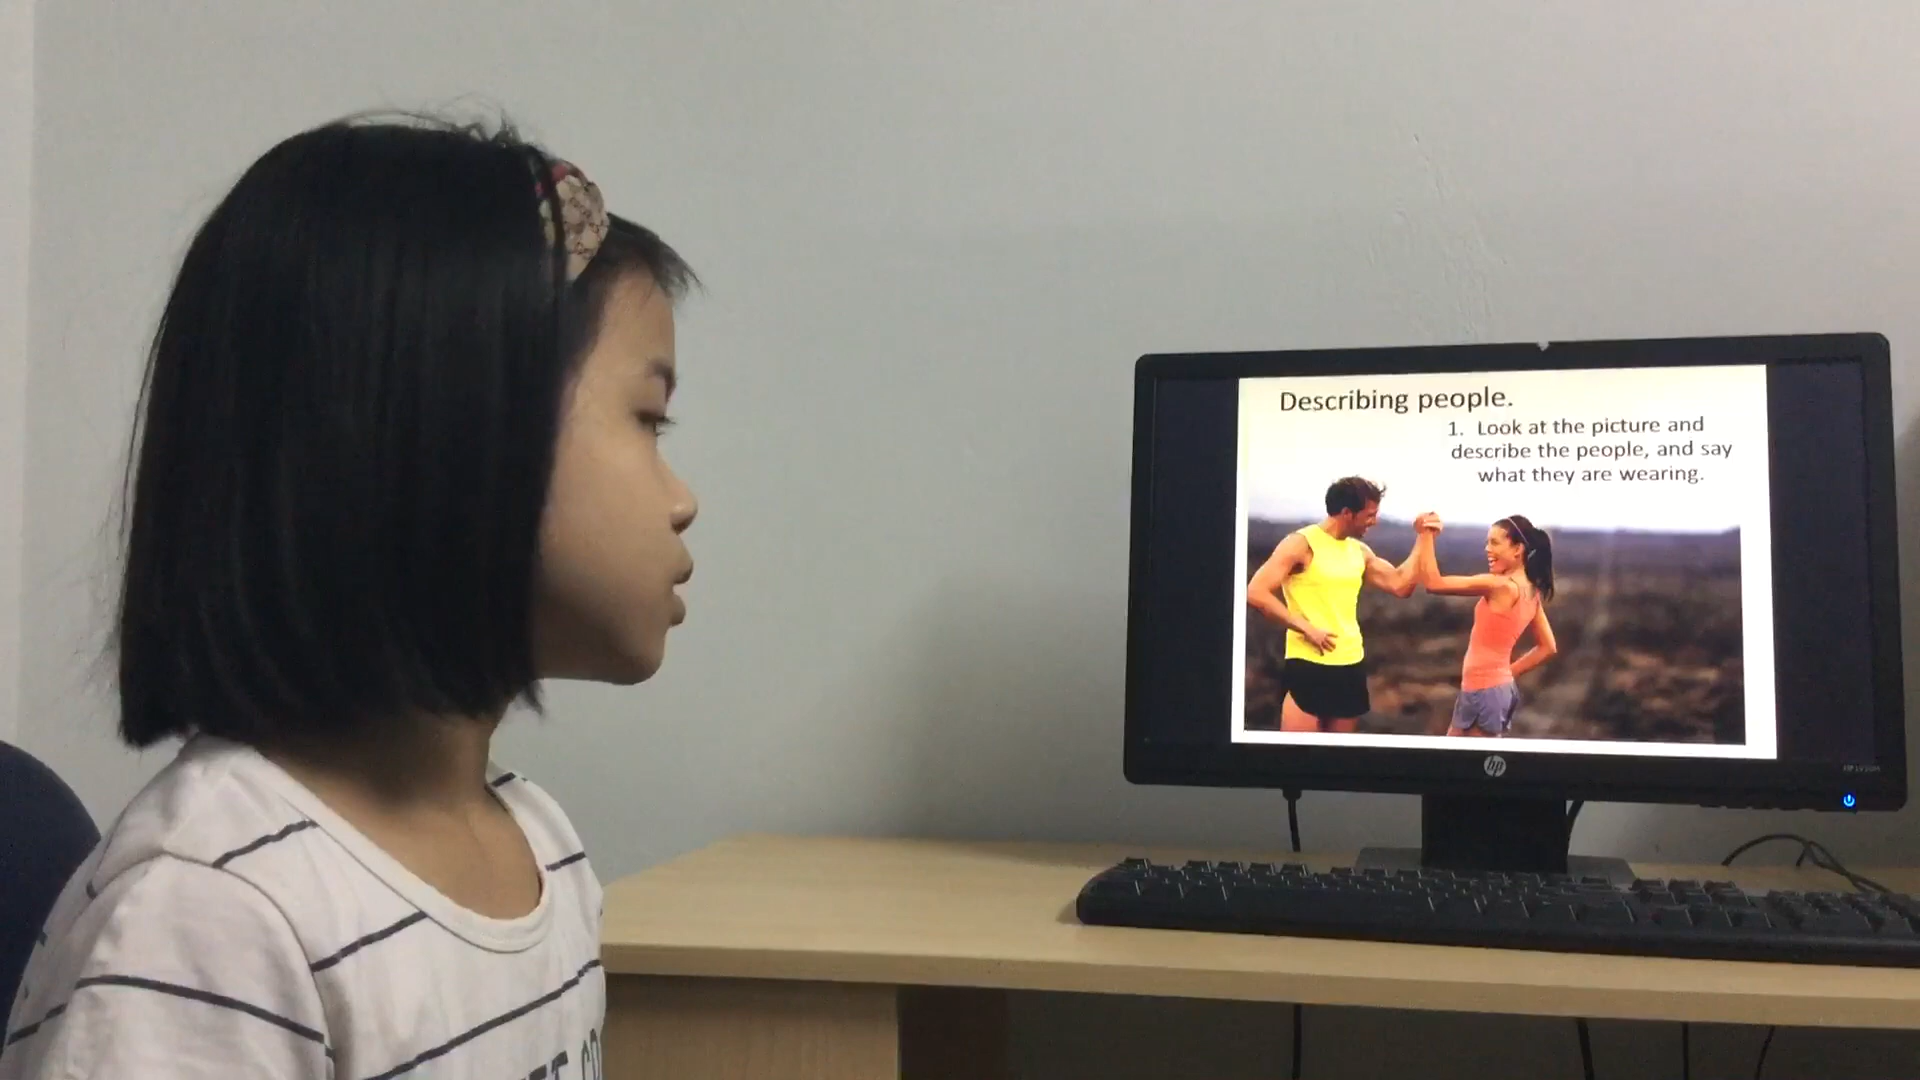 Describing people.
1. Look at the picture and
describe the people, and say
what they are wearing.
hp